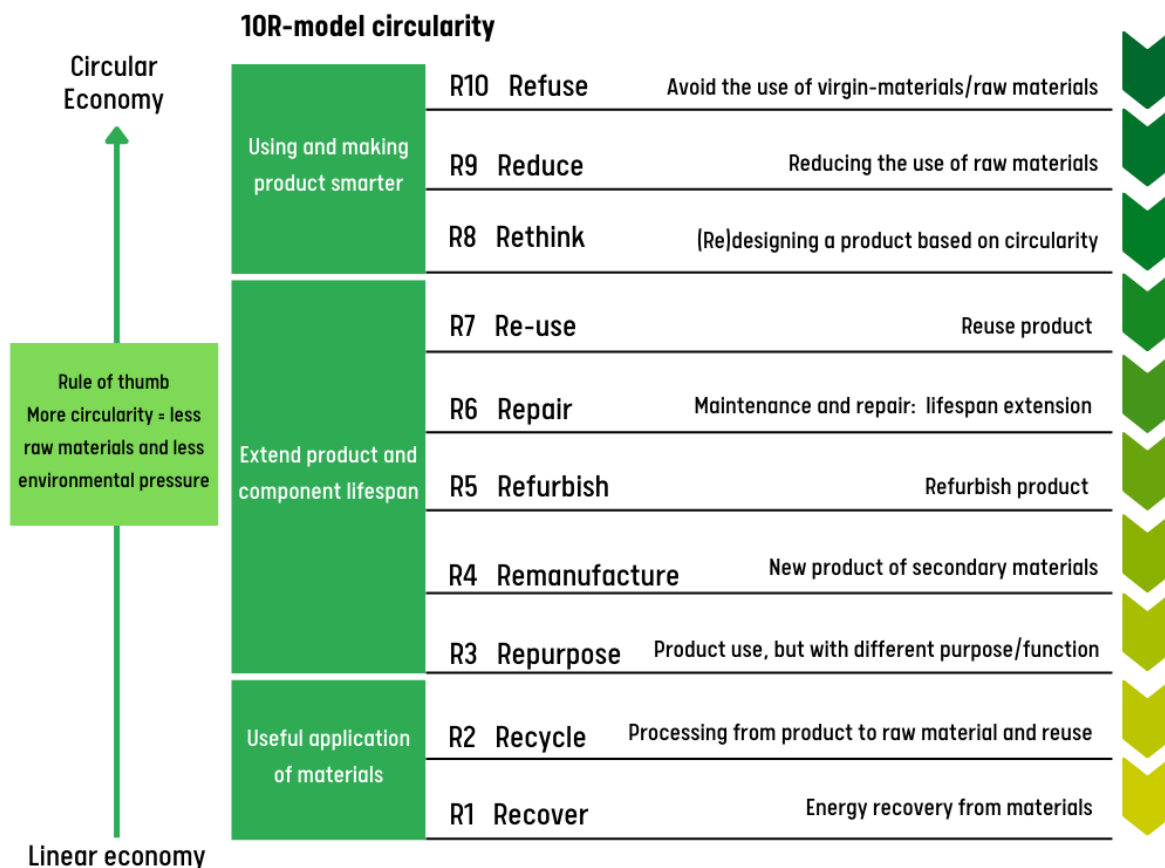 10R-model circularity
Circular
Economy
Rule of thumb
More circularity = less
raw materials and less
environmental pressure
Linear economy
Using and making
product smarter
R10 Refuse Avoid the use of virgin-materials/raw materials
R9 Reduce Reducing the use of raw materials
R8 Rethink (Re)designing a product based on circularity
Extend product and
component lifespan
R7 Re-use Reuse product
R6 Repair Maintenance and repair: lifespan extension
R5 Refurbish Refurbish product
R4 Remanufacture New product of secondary materials
R3 Repurpose Product use, but with different purpose/function
Useful application
of materials
R2 Recycle Processing from product to raw material and reuse
R1 Recover Energy recovery from materials